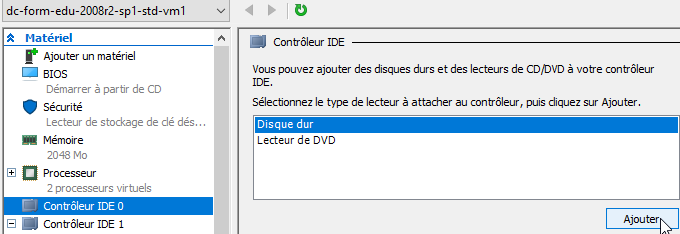 dc-form-edu-2008r2-sp1-std-vm1
Matériel
Ajouter un matériel
BIOS
Démarrer à partir de CD
Sécurité
Lecteur de stockage de clé dés...
Mémoire
2048 Mo
Processeur
2 processeurs virtuels
Contrôleur IDE 0
Contrôleur IDE 1
Contrôleur IDE
Vous pouvez ajouter des disques durs et des lecteurs de CD/DVD à votre contrôleur
IDE.
Sélectionnez le type de lecteur à attacher au contrôleur, puis cliquez sur Ajouter.
Disque dur
Lecteur de DVD
Ajouter